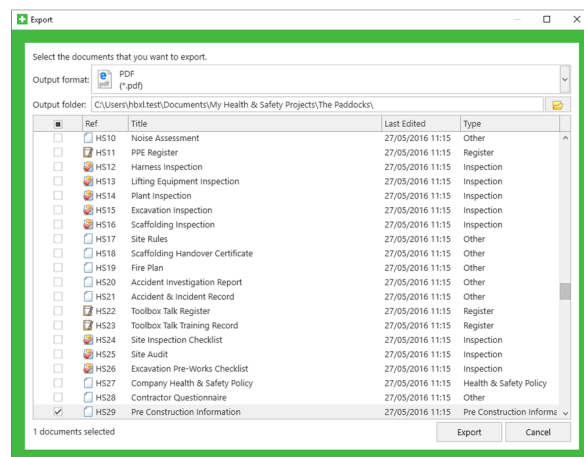 Export
Select the documents that you want to export.
Output format: PDF
(*.pdf)
Output folder: C:\Users\hbxl.test\Documents\My Health & Safety Projects\The Paddocks\
Ref Title Last Edited Type
HS10 Noise Assessment 27/05/2016 11:15 Other
HS11 PPE Register 27/05/2016 11:15 Register
HS12 Harness Inspection 27/05/2016 11:15 Inspection
HS13 Lifting Equipment Inspection 27/05/2016 11:15 Inspection
HS14 Plant Inspection 27/05/2016 11:15 Inspection
HS15 Excavation Inspection 27/05/2016 11:15 Inspection
HS16 Scaffolding Inspection 27/05/2016 11:15 Inspection
HS17 Site Rules 27/05/2016 11:15 Other
HS18 Scaffolding Handover Certificate 27/05/2016 11:15 Other
HS19 Fire Plan 27/05/2016 11:15 Other
HS20 Accident Investigation Report 27/05/2016 11:15 Other
HS21 Accident & Incident Record 27/05/2016 11:15 Other
HS22 Toolbox Talk Register 27/05/2016 11:15 Register
HS23 Toolbox Talk Training Record 27/05/2016 11:15 Register
HS24 Site Inspection Checklist 27/05/2016 11:15 Inspection
HS25 Site Audit 27/05/2016 11:15 Inspection
HS26 Excavation Pre-Works Checklist 27/05/2016 11:15 Inspection
HS27 Company Health & Safety Policy 27/05/2016 11:15 Health & Safety Policy
HS28 Contractor Questionnaire 27/05/2016 11:15 Other
HS29 Pre Construction Information 27/05/2016 11:15 Pre Construction Informa
1 documents selected Export Cancel